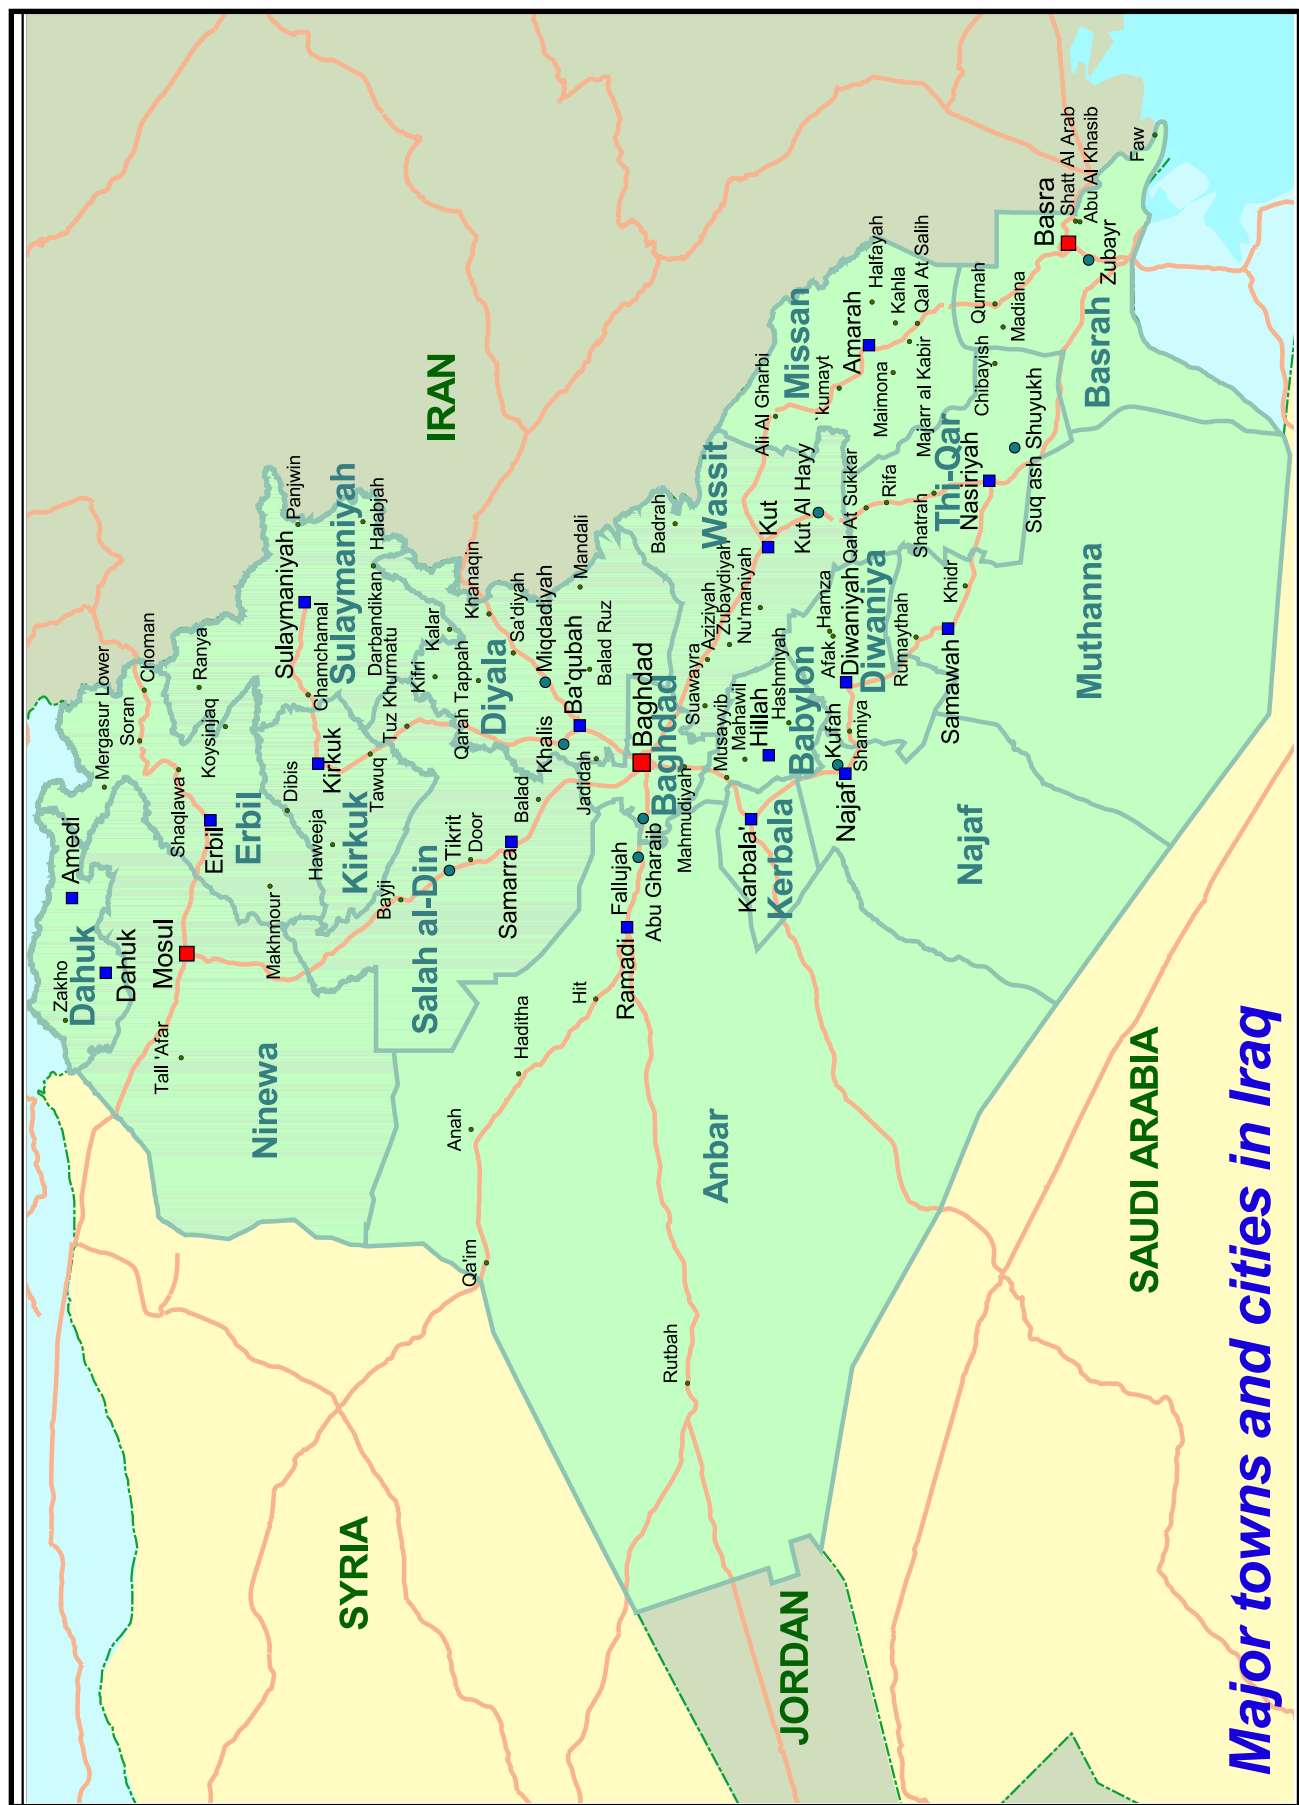 Major towns and cities in Iraq
IRAN
SYRIA
JORDAN
SAUDI ARABIA
Dahuk
Ninewa
Erbil
Kirkuk
Sulaymaniyah
Salah al-Din
Diyala
Baghdad
Anbar
Wassit
Missan
Babylon
Kerbala
Diwaniya
Najaf
Thi-Qar
Muthanna
Basrah
Zakho
Dahuk
Amedi
Mosul
Tall 'Afar
Makhmour
Mergasur Lower
Soran
Choman
Shaqlawa
Erbil
Koysinjaq
Ranya
Dibis
Haweeja
Kirkuk
Tawuq
Chamchamal
Sulaymaniyah
Panjwin
Halabjah
Darbandikan
Tuz Khurmatu
Kifri
Kalar
Khanaqin
Qarah Tappah
Bayji
Tikrit
Door
Samarra
Balad
Khalis
Jadidah
Sa'diyah
Miqdadiyah
Ba'qubah
Balad Ruz
Mandali
Baghdad
Mahmudiyah
Abu Gharaib
Fallujah
Ramadi
Hit
Haditha
Anah
Qa'im
Rutbah
Badrah
Suawayra
Aziziyah
Zubaydiyah
Nu'maniyah
Kut
Kut Al Hayy
Musayyib
Mahawil
Hillah
Hashmiyah
Karbala'
Najaf
Kufah
Shamiya
Afak
Hamza
Diwaniyah
Rumaythah
Samawah
Khidr
Ali Al Gharbi
`kumayt
Amarah
Halfayah
Kahla
Qal At Salih
Maimona
Majarr al Kabir
Qal At Sukkar
Rifa
Shatrah
Nasiriyah
Suq ash Shuyukh
Chibayish
Qurnah
Madiana
Basra
Shatt Al Arab
Abu Al Khasib
Zubayr
Faw